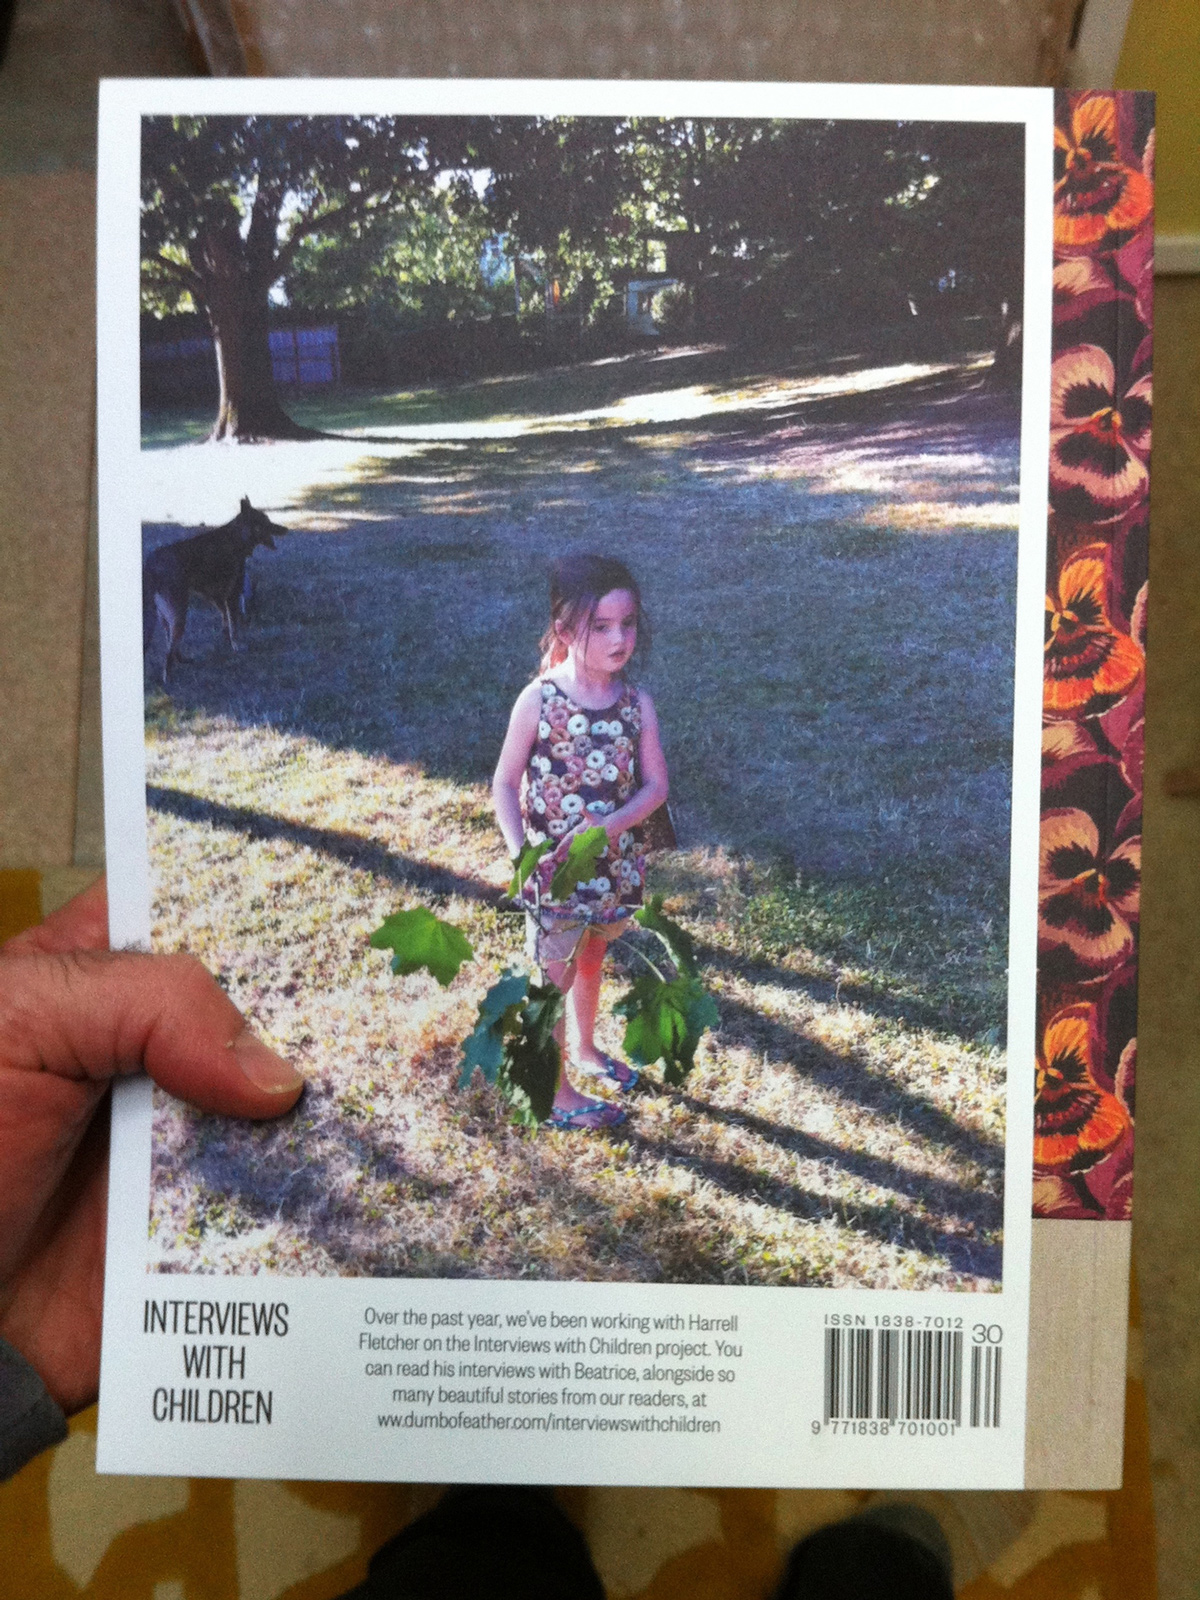 INTERVIEWS
WITH
CHILDREN
Over the past year, we've been working with Harrell
Fletcher on the Interviews with Children project. You
can read his interviews with Beatrice, alongside so
many beautiful stories from our readers, at
ww.dumbofeather.com/interviewswithchildren
ISSN 1838-7012
30
9 771838 701001